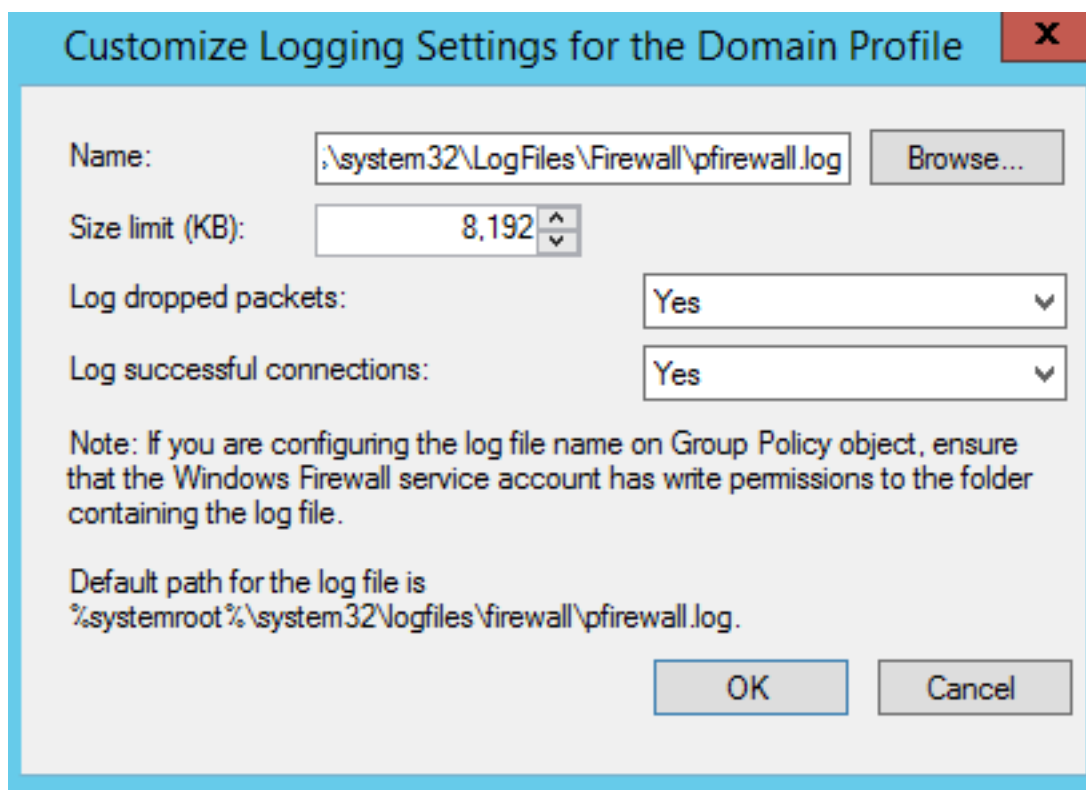 Customize Logging Settings for the Domain Profile
x
Name:
\system32\LogFiles\Firewall\pfirewall.log
Browse...
Size limit (KB):
8,192
Log dropped packets:
Yes
Log successful connections:
Yes
Note: If you are configuring the log file name on Group Policy object, ensure
that the Windows Firewall service account has write permissions to the folder
containing the log file.
Default path for the log file is
%systemroot%\system32\logfiles\firewall\pfirewall.log.
OK
Cancel